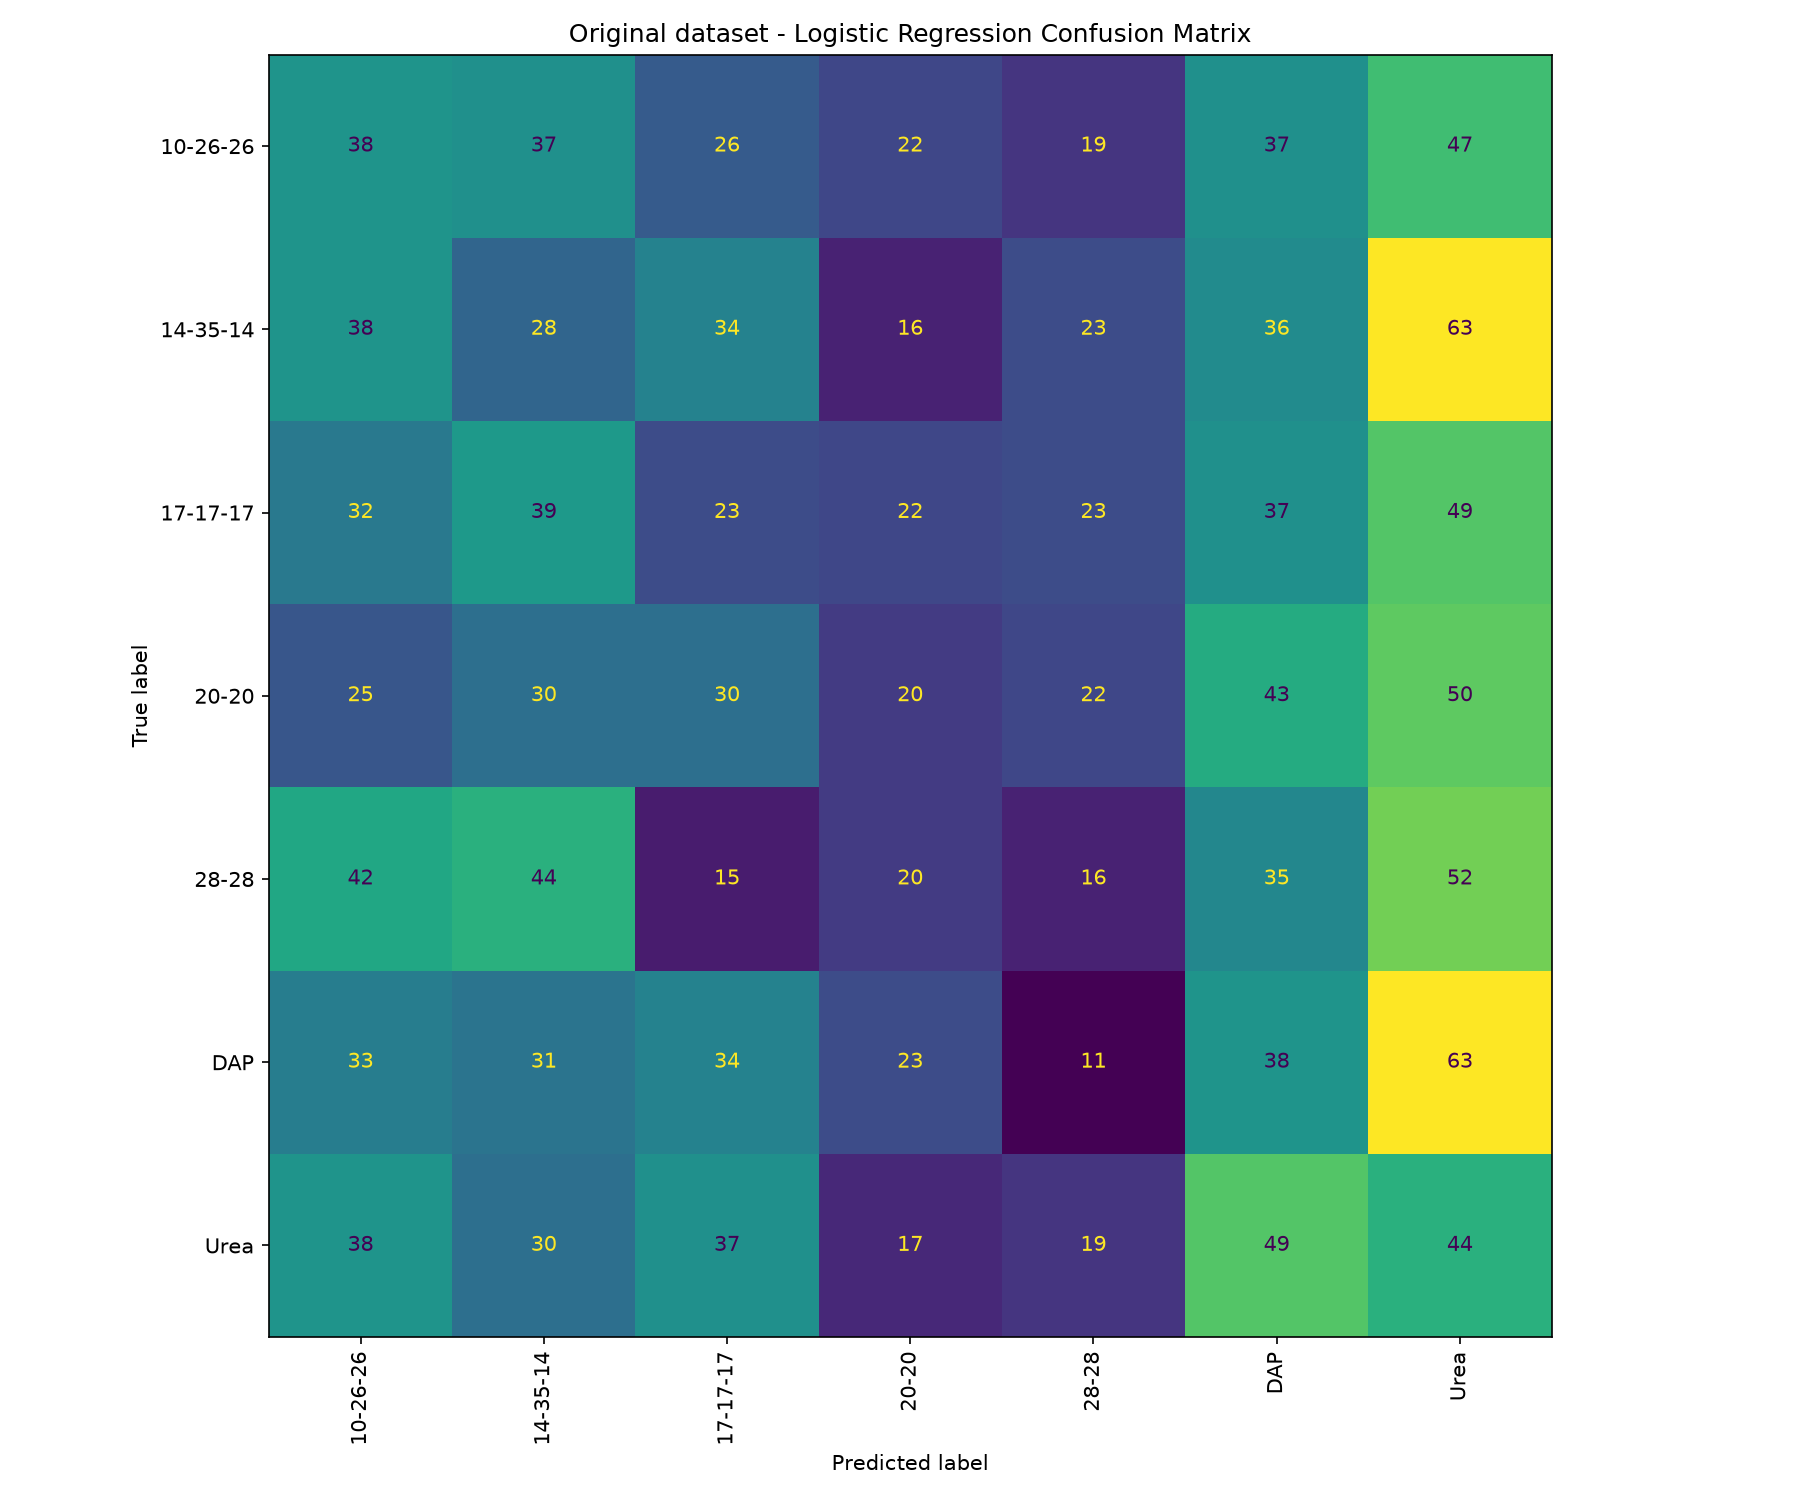 Original dataset - Logistic Regression Confusion Matrix
10-26-26 38 37 26 22 19 37 47
14-35-14 38 28 34 16 23 36 63
17-17-17 32 39 23 22 23 37 49
20-20 25 30 30 20 22 43 50
28-28 42 44 15 20 16 35 52
DAP 33 31 34 23 11 38 63
Urea 38 30 37 17 19 49 44
True label
10-26-26 14-35-14 17-17-17 20-20 28-28 DAP Urea
Predicted label